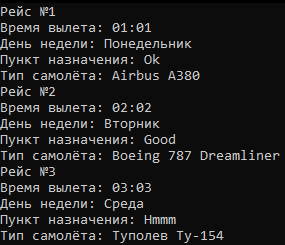 Рейс №1
Время вылета: 01:01
День недели: Понедельник
Пункт назначения: Ok
Тип самолёта: Airbus A380
Рейс №2
Время вылета: 02:02
День недели: Вторник
Пункт назначения: Good
Тип самолёта: Boeing 787 Dreamliner
Рейс №3
Время вылета: 03:03
День недели: Среда
Пункт назначения: Hmmm
Тип самолёта: Туполев Ту-154